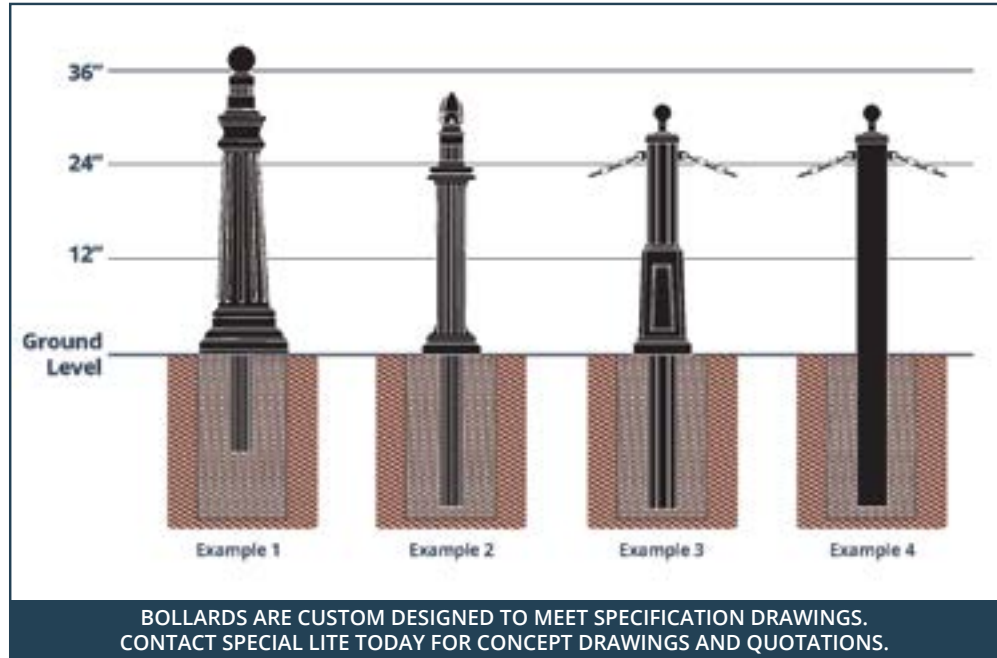 36"
24"
12"
Ground
Level
Example 1
Example 2
Example 3
Example 4
BOLLARDS ARE CUSTOM DESIGNED TO MEET SPECIFICATION DRAWINGS.
CONTACT SPECIAL LITE TODAY FOR CONCEPT DRAWINGS AND QUOTATIONS.